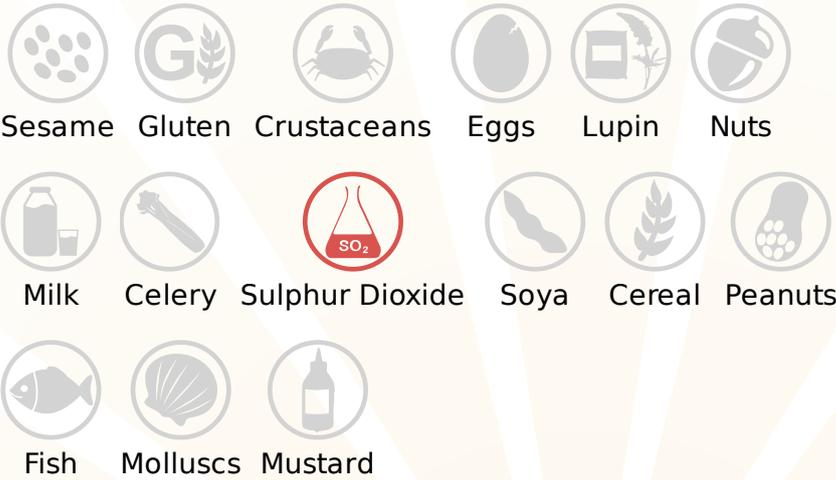 G
Sesame Gluten Crustaceans Eggs Lupin Nuts
SO₂
Milk Celery Sulphur Dioxide Soya Cereal Peanuts
Fish Molluscs Mustard